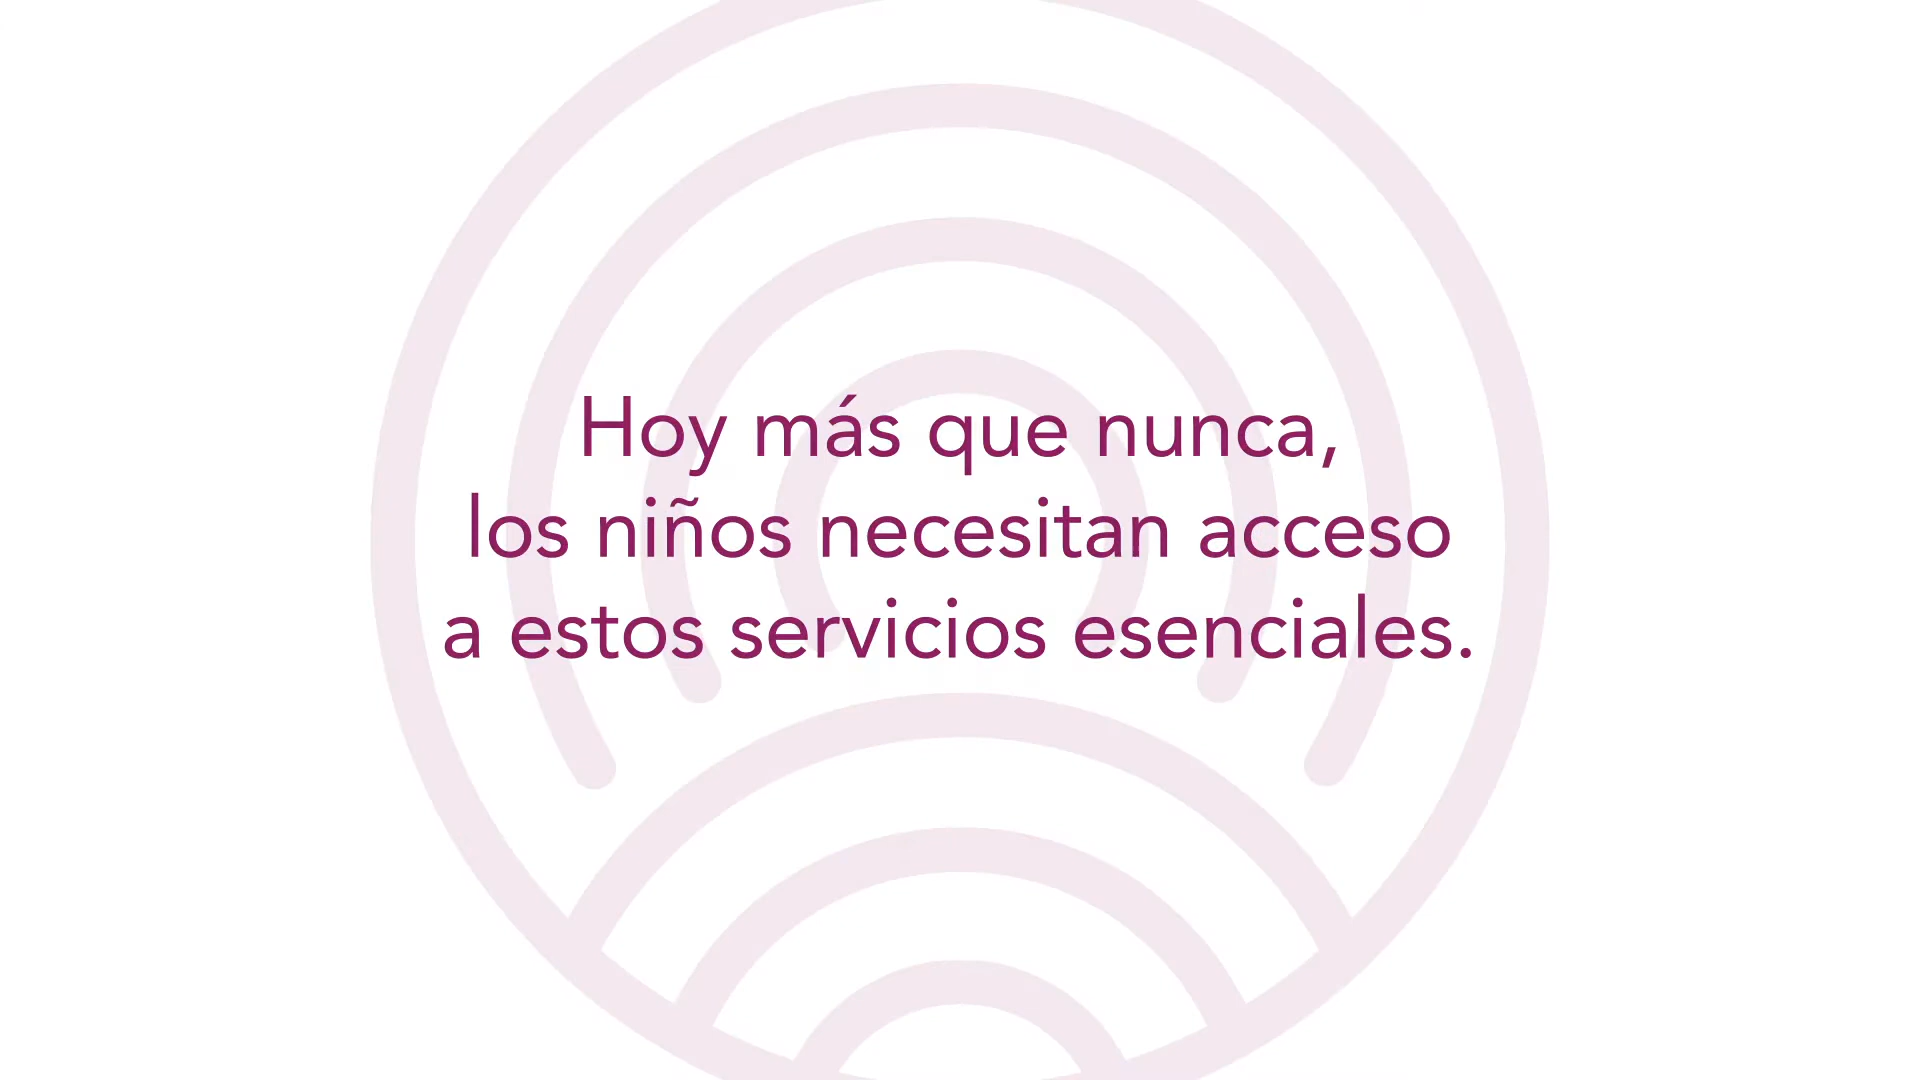 Hoy más que nunca,
los niños necesitan acceso
a estos servicios esenciales.